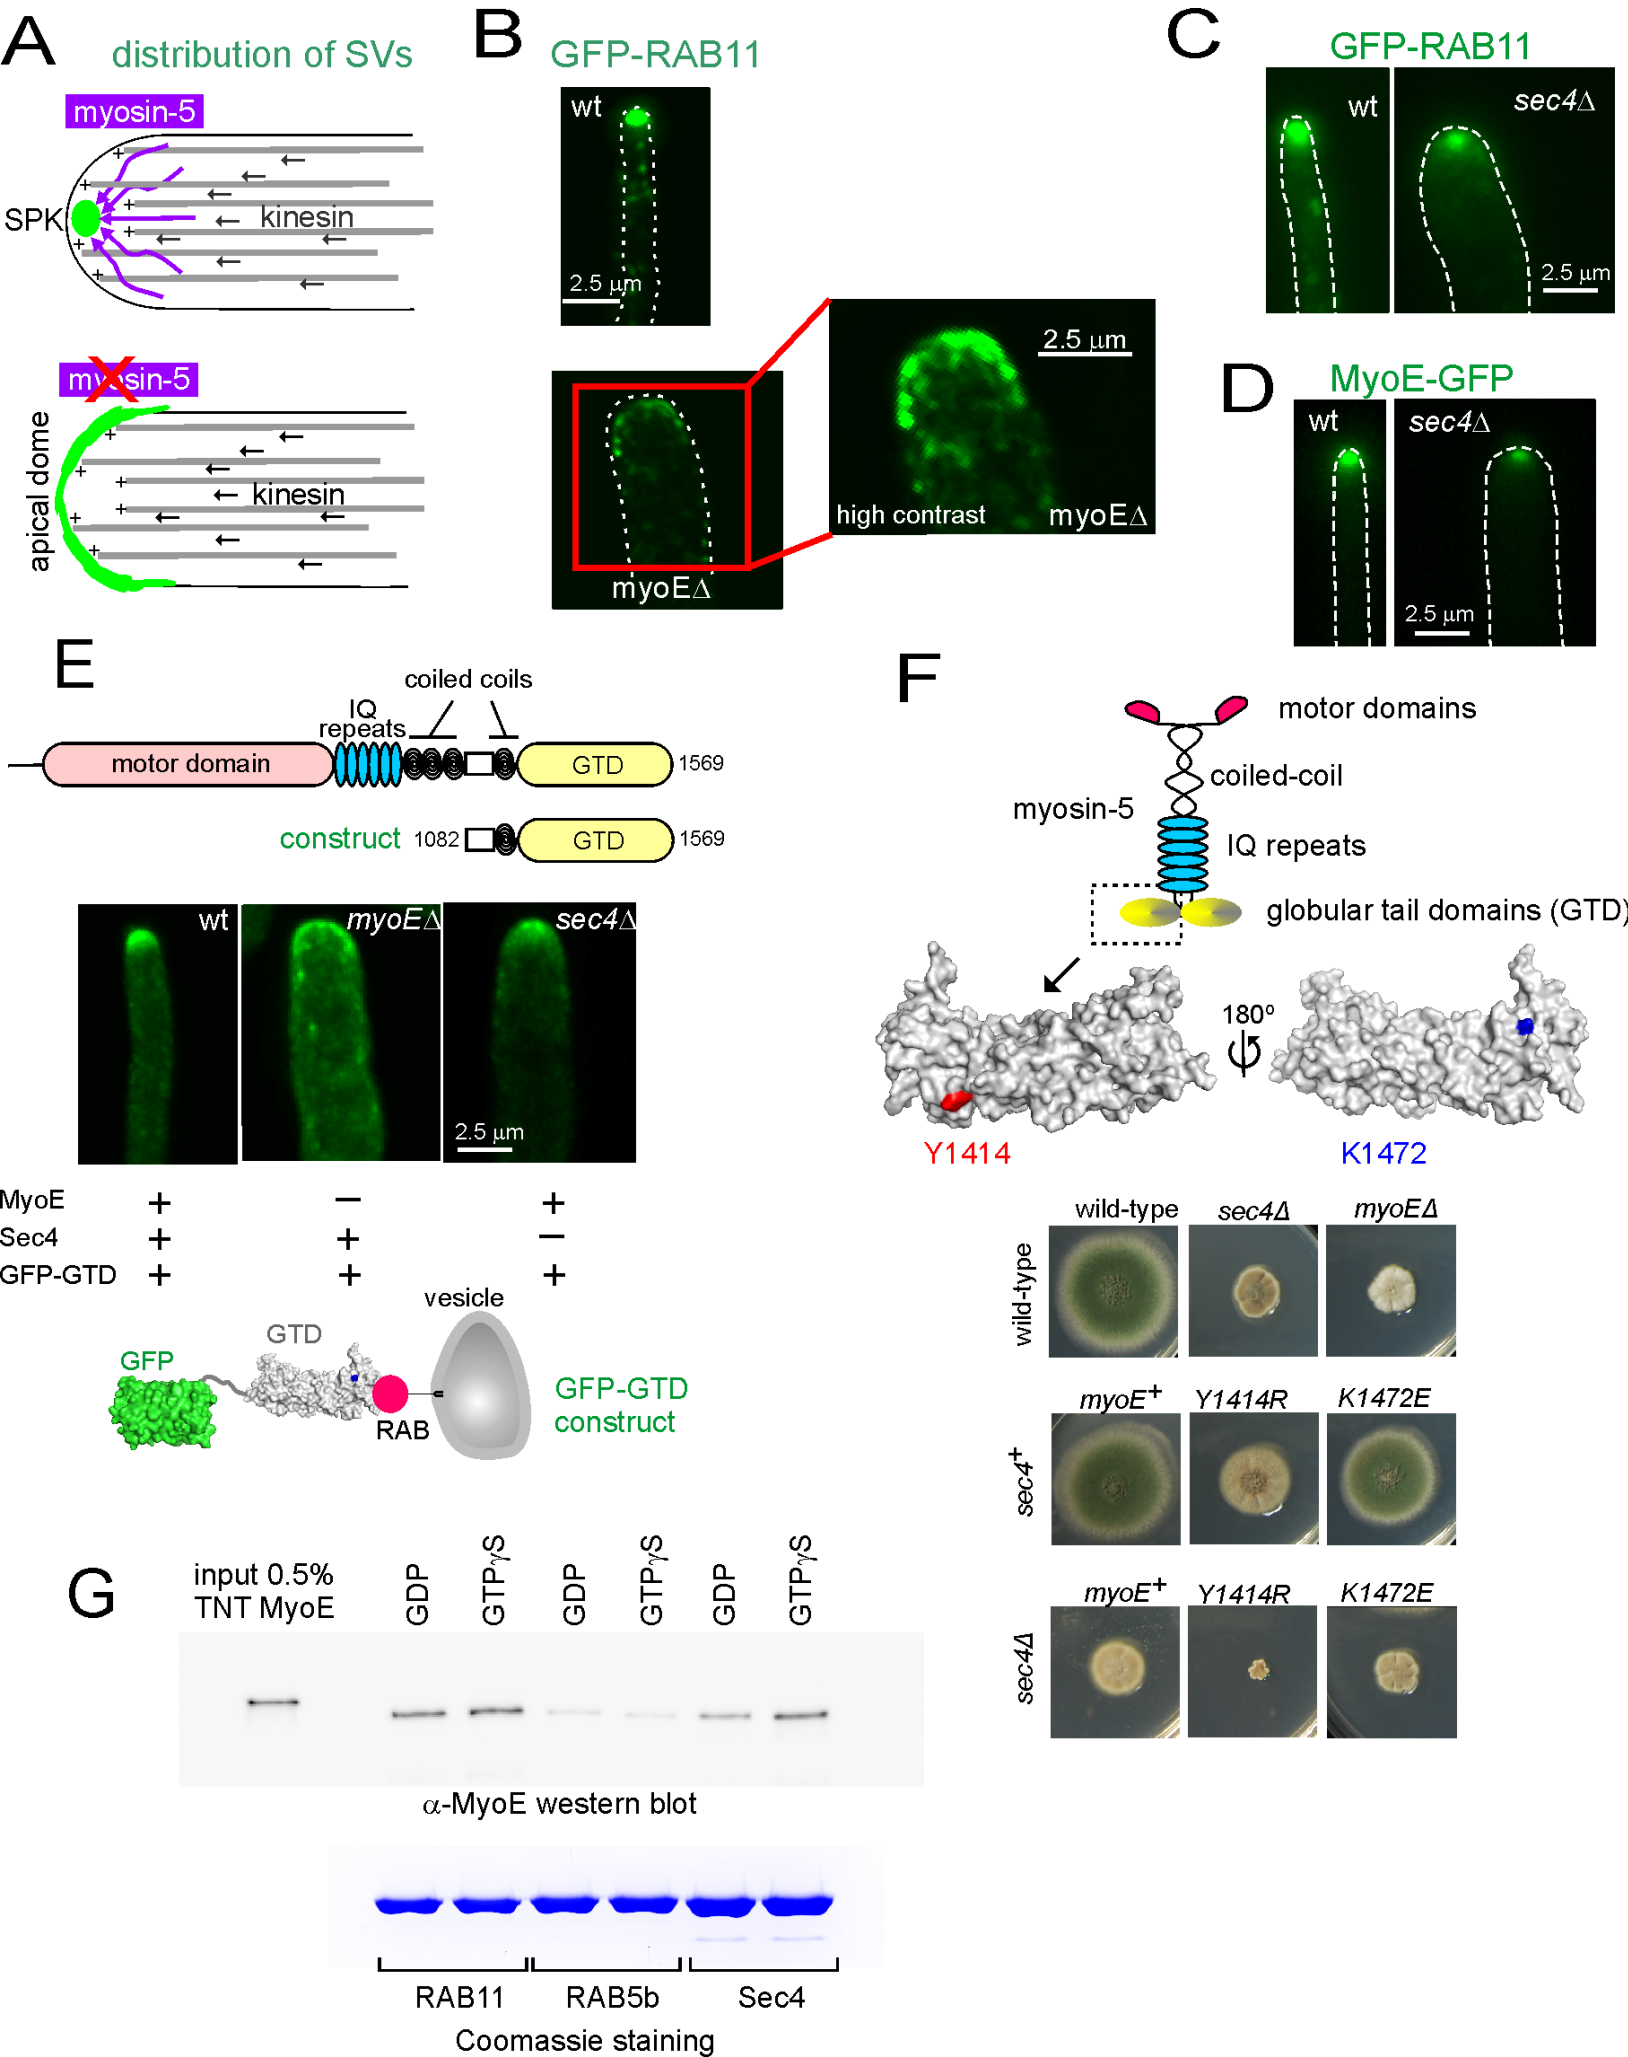 A
distribution of SVs
myosin-5
SPK
kinesin
+
+
+
+
+
+
myosin-5
apical dome
kinesin
+
+
+
+
+
+
B
GFP-RAB11
wt
2.5 μm
myoEΔ
2.5 μm
high contrast
myoEΔ
C
GFP-RAB11
wt
sec4Δ
2.5 μm
D
MyoE-GFP
wt
sec4Δ
2.5 μm
E
coiled coils
IQ
repeats
motor domain
GTD
1569
construct
1082
GTD
1569
wt
myoEΔ
sec4Δ
2.5 μm
MyoE + − +
Sec4 + + −
GFP-GTD + + +
vesicle
GTD
GFP
RAB
GFP-GTD
construct
F
motor domains
coiled-coil
myosin-5
IQ repeats
globular tail domains (GTD)
180º
Y1414
K1472
wild-type sec4Δ myoEΔ
wild-type
myoE+ Y1414R K1472E
sec4+
myoE+ Y1414R K1472E
sec4Δ
G
input 0.5%
TNT MyoE
GDP
GTPγS
GDP
GTPγS
GDP
GTPγS
α-MyoE western blot
RAB11 RAB5b Sec4
Coomassie staining